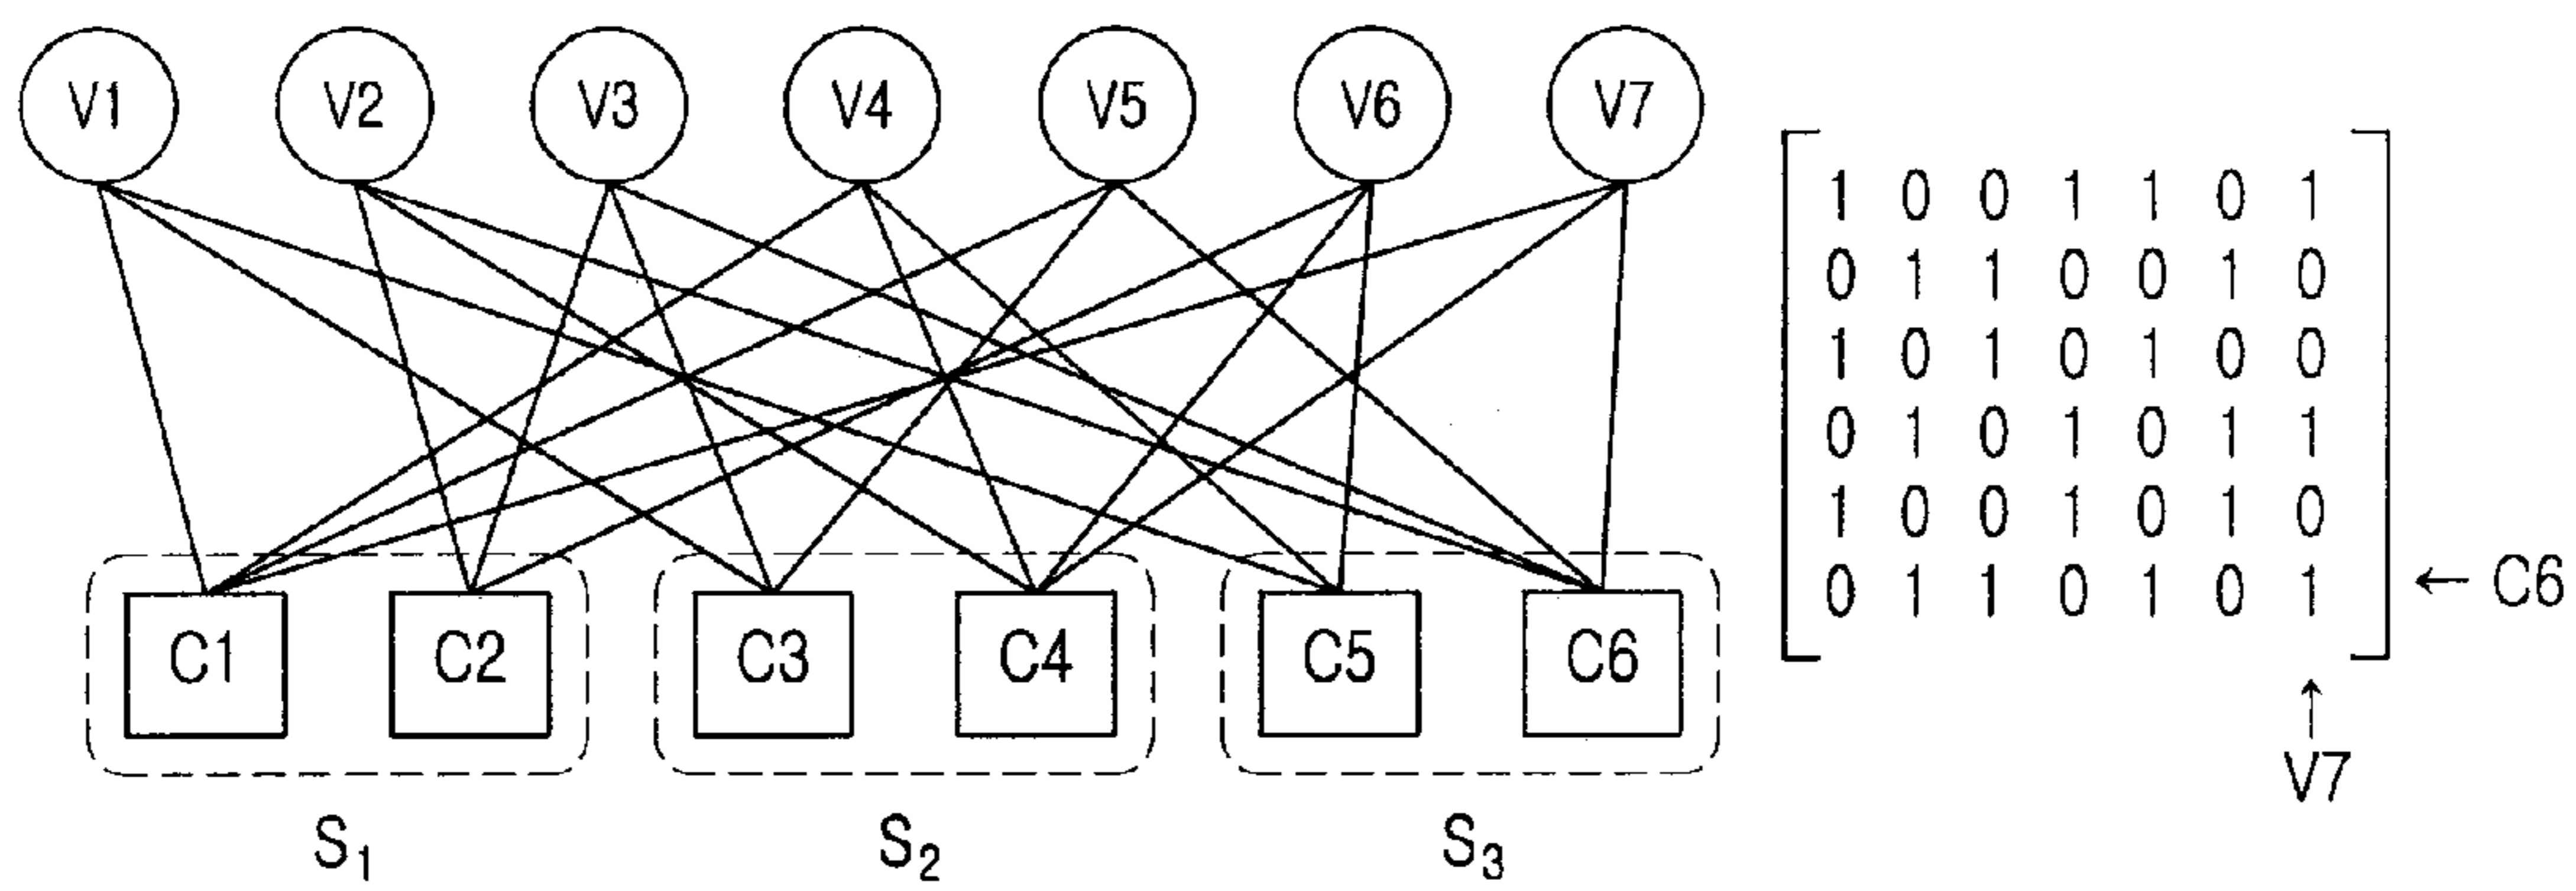 V1 V2 V3 V4 V5 V6 V7
1 0 0 1 1 0 1
0 1 1 0 0 1 0
1 0 1 0 1 0 0
0 1 0 1 0 1 1
1 0 0 1 0 1 0
0 1 1 0 1 0 1 ← C6
↑
V7
C1 C2 C3 C4 C5 C6
S₁ S₂ S₃